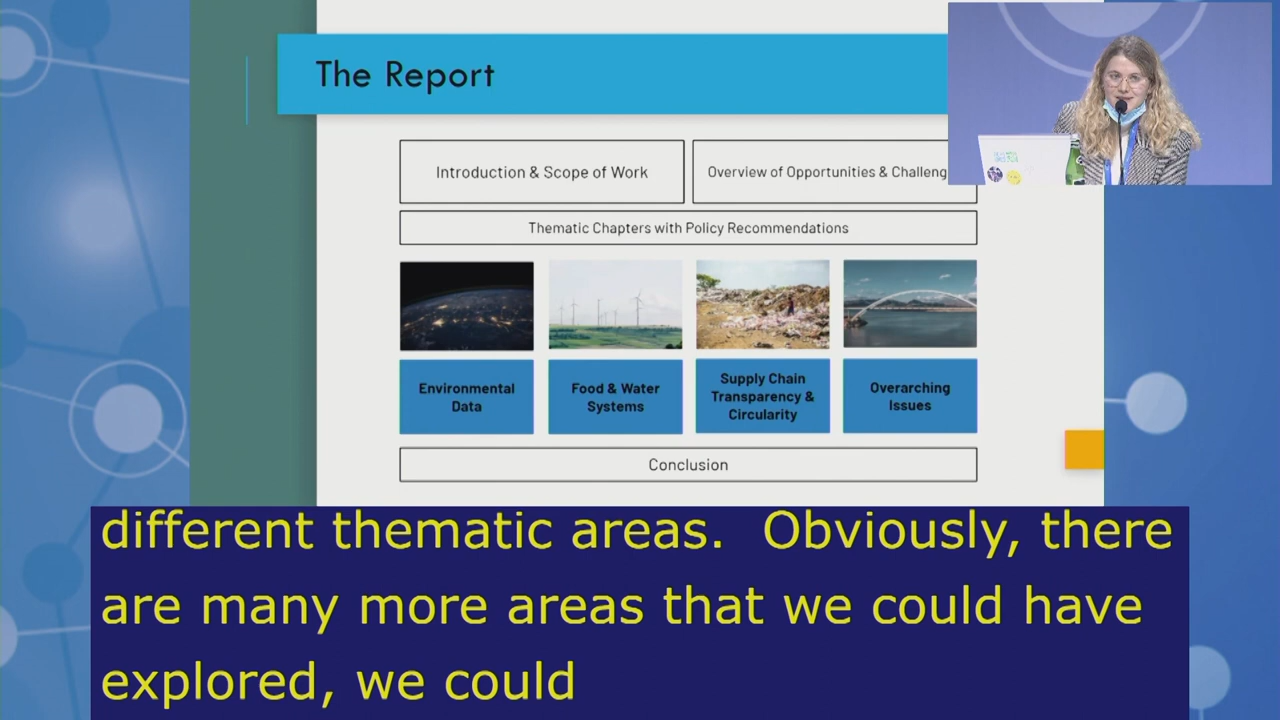 The Report
Introduction & Scope of Work
Overview of Opportunities &
Thematic Chapters with Policy Recommendations
Environmental
Data
Food & Water
Systems
Supply Chain
Transparency &
Circularity
Overarching
Issues
Conclusion
different thematic areas. Obviously, there
are many more areas that we could have
explored, we could